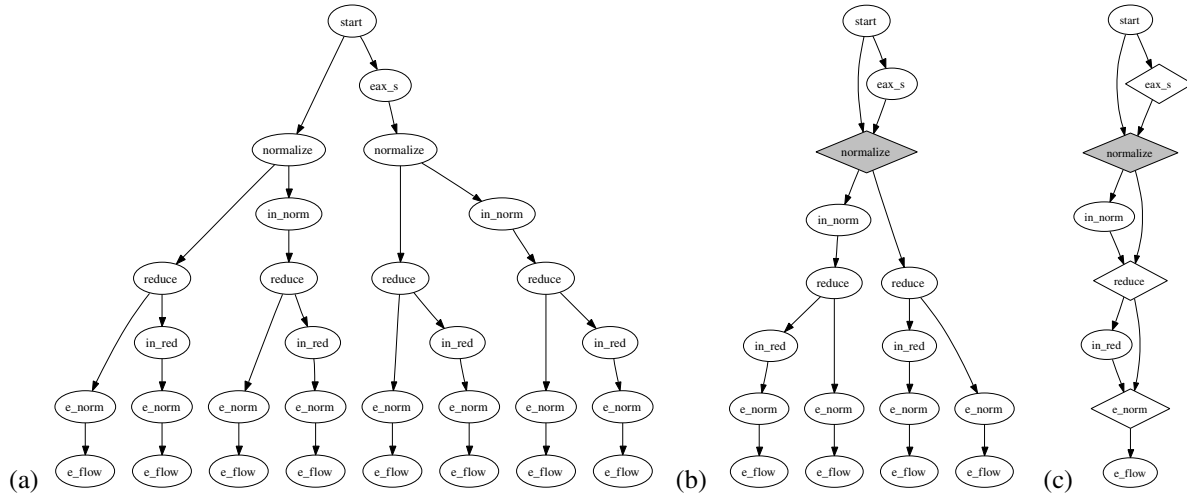 start
eax_s
normalize normalize
in_norm in_norm
reduce reduce reduce reduce
in_red in_red in_red in_red
e_norm e_norm e_norm e_norm e_norm e_norm e_norm e_norm
(a) e_flow e_flow e_flow e_flow e_flow e_flow e_flow e_flow
start
eax_s
normalize
in_norm
reduce reduce
in_red in_red
e_norm e_norm e_norm e_norm
(b) e_flow e_flow e_flow e_flow
start
eax_s
normalize
in_norm
reduce
in_red
e_norm
(c) e_flow